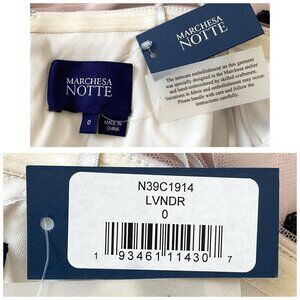 MARCHESA
NOTTE
0
MADE IN
CHINA
MARCHESA
NOTTE
The intricate embellishment on this garment
was specially designed in the Marchesa atelier
and hand-embroidered by skilled craftsmen.
Variations in fabric and embellishment may occur.
Please handle with care and follow the
instructions carefully.
N39C1914
LVNDR
0
1 93461 11430 7